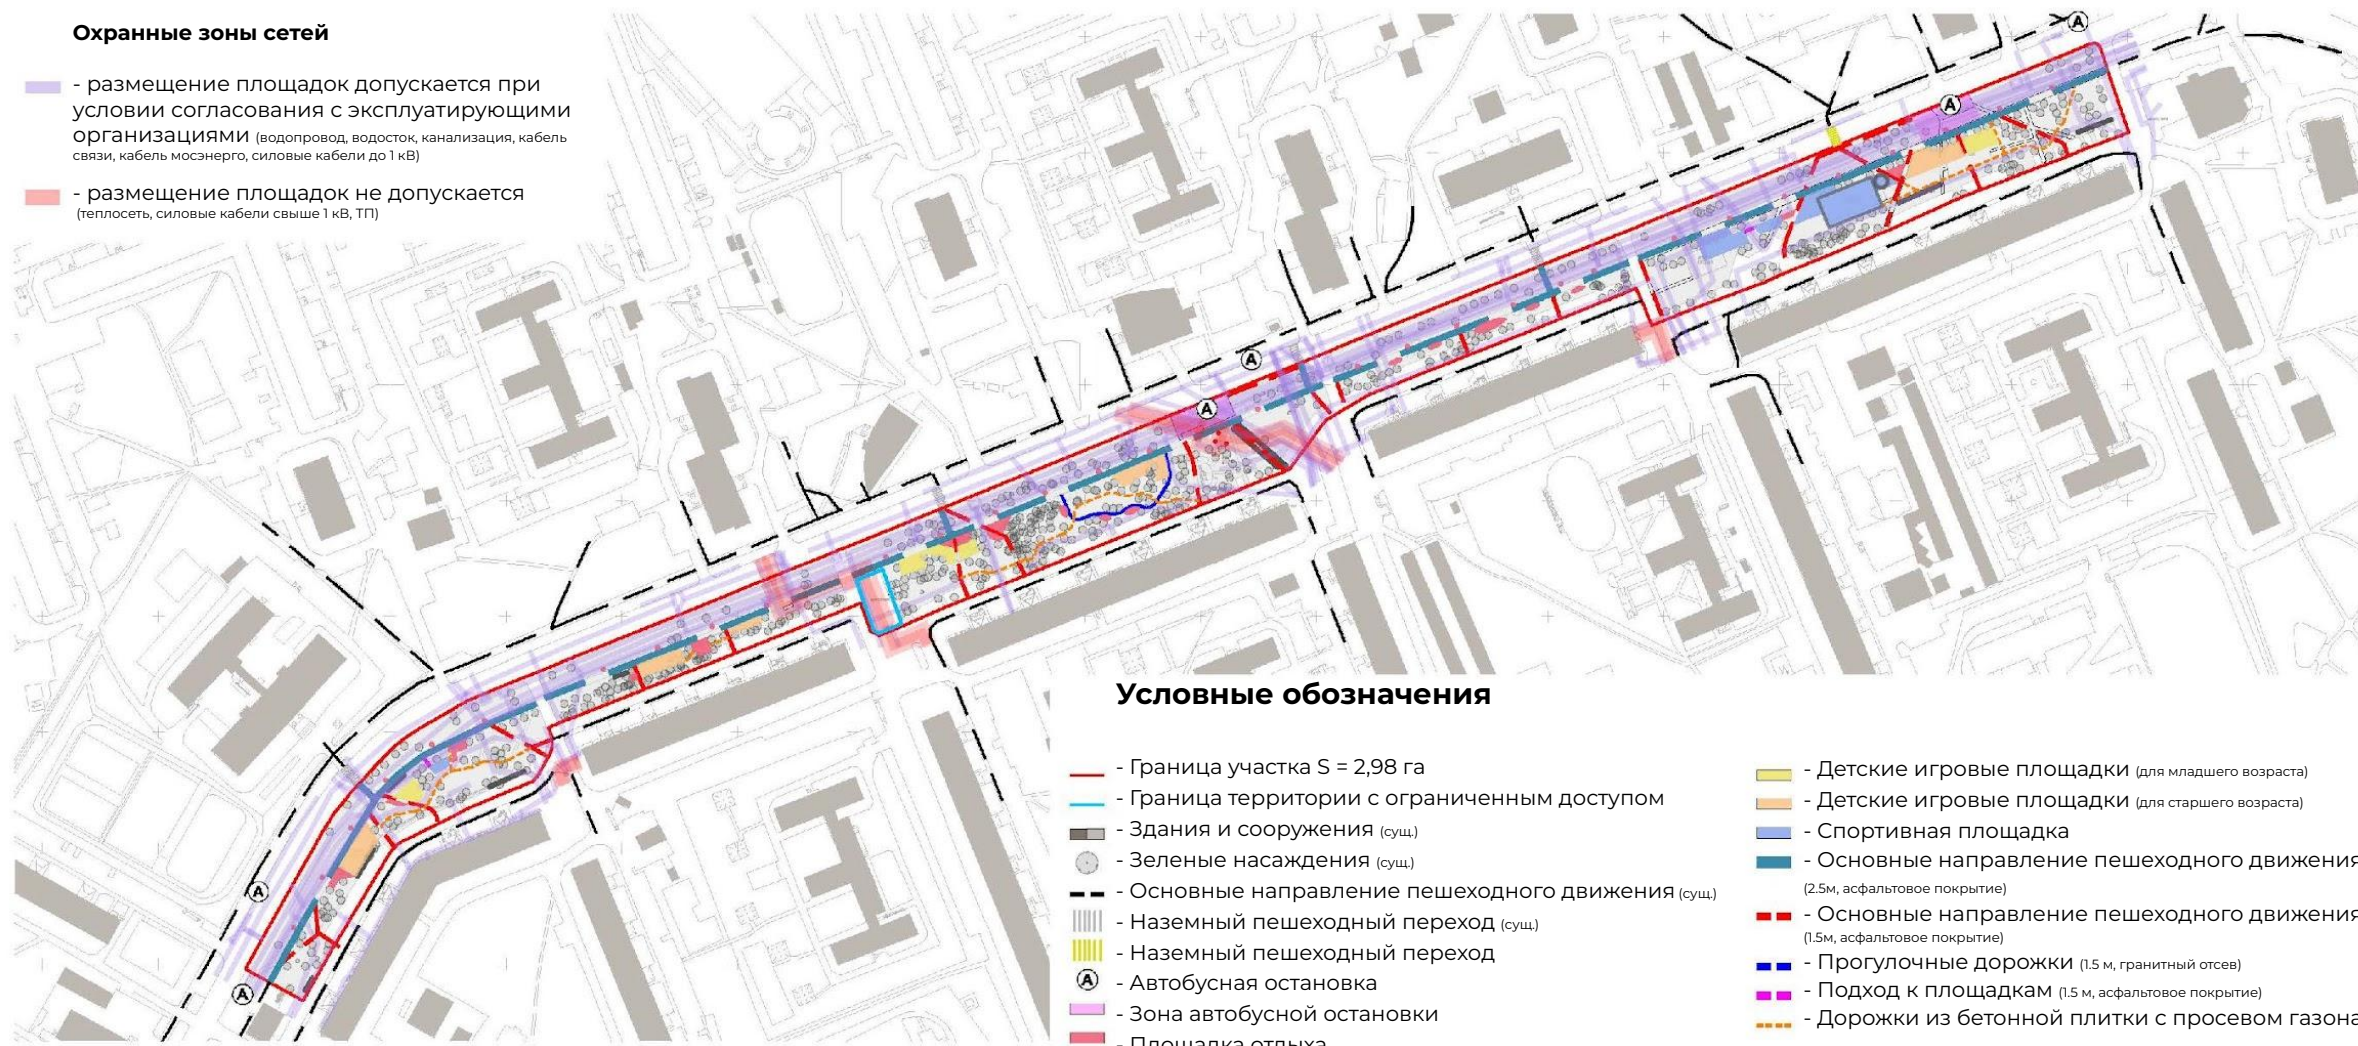 Охранные зоны сетей
- размещение площадок допускается при
условии согласования с эксплуатирующими
организациями (водопровод, водосток, канализация, кабель
связи, кабель мосэнерго, силовые кабели до 1 кВ)
- размещение площадок не допускается
(теплосеть, силовые кабели свыше 1 кВ, ТП)
А
А
А
А
А
А
Условные обозначения
- Граница участка S = 2,98 га
- Граница территории с ограниченным доступом
- Здания и сооружения (сущ.)
- Зеленые насаждения (сущ.)
- Основные направление пешеходного движения (сущ.)
- Наземный пешеходный переход (сущ.)
- Наземный пешеходный переход
А - Автобусная остановка
- Зона автобусной остановки
- Площадка отдыха
- Детские игровые площадки (для младшего возраста)
- Детские игровые площадки (для старшего возраста)
- Спортивная площадка
- Основные направление пешеходного движения
(2.5м, асфальтовое покрытие)
- Основные направление пешеходного движения
(1.5м, асфальтовое покрытие)
- Прогулочные дорожки (1.5 м, гранитный отсев)
- Подход к площадкам (1.5 м, асфальтовое покрытие)
- Дорожки из бетонной плитки с просевом газона